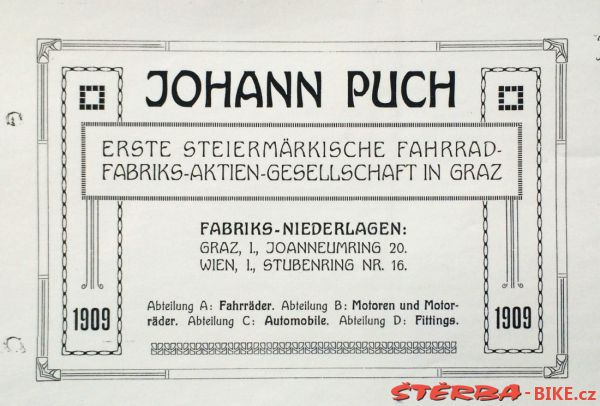 JOHANN PUCH
ERSTE STEIERMÄRKISCHE FAHRRAD-
FABRIKS-AKTIEN-GESELLSCHAFT IN GRAZ
FABRIKS-NIEDERLAGEN:
GRAZ, I., JOANNEUMRING 20.
WIEN, I., STUBENRING NR. 16.
Abteilung A: Fahrräder. Abteilung B: Motoren und Motor-
räder. Abteilung C: Automobile. Abteilung D: Fittings.
1909
1909
STERBA-BIKE.cz